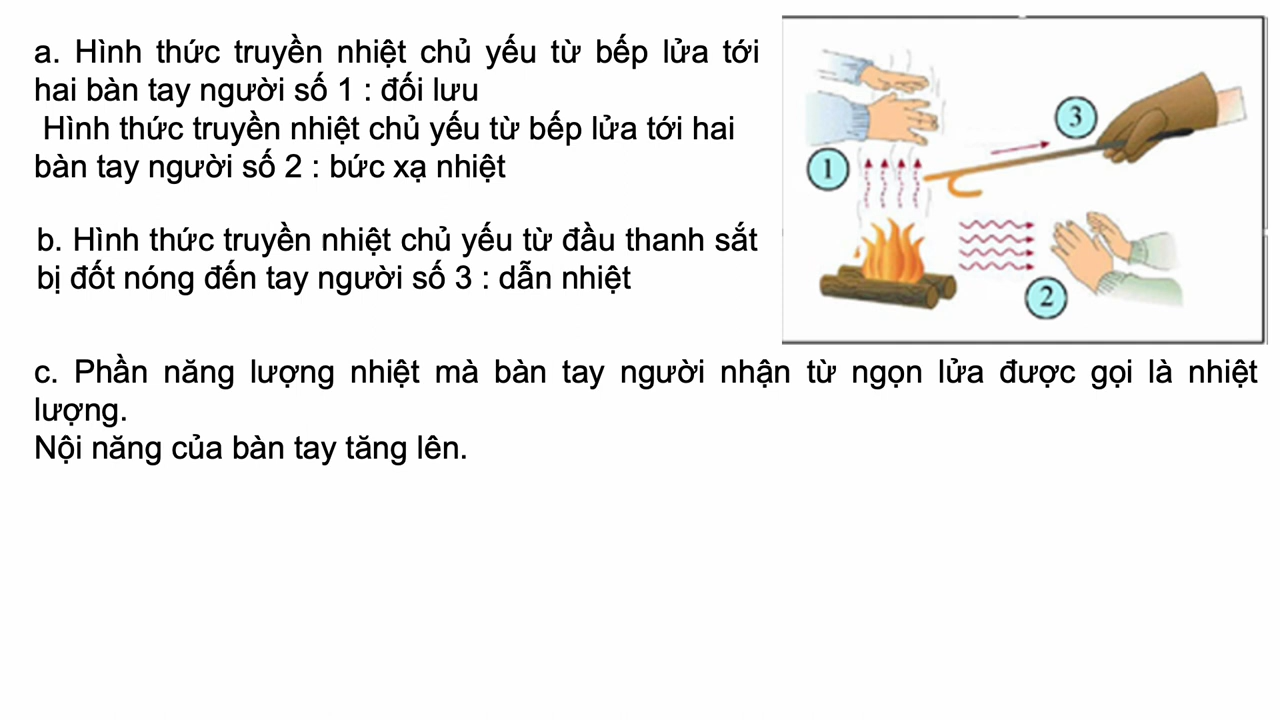 a. Hình thức truyền nhiệt chủ yếu từ bếp lửa tới
hai bàn tay người số 1 : đối lưu
Hình thức truyền nhiệt chủ yếu từ bếp lửa tới hai
bàn tay người số 2 : bức xạ nhiệt
b. Hình thức truyền nhiệt chủ yếu từ đầu thanh sắt
bị đốt nóng đến tay người số 3 : dẫn nhiệt
1
3
2
c. Phần năng lượng nhiệt mà bàn tay người nhận từ ngọn lửa được gọi là nhiệt
lượng.
Nội năng của bàn tay tăng lên.